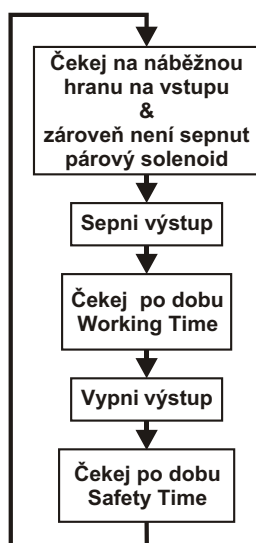 Čekej na náběžnou
hranu na vstupu
&
zároveň není sepnut
párový solenoid
Sepni výstup
Čekej po dobu
Working Time
Vypni výstup
Čekej po dobu
Safety Time